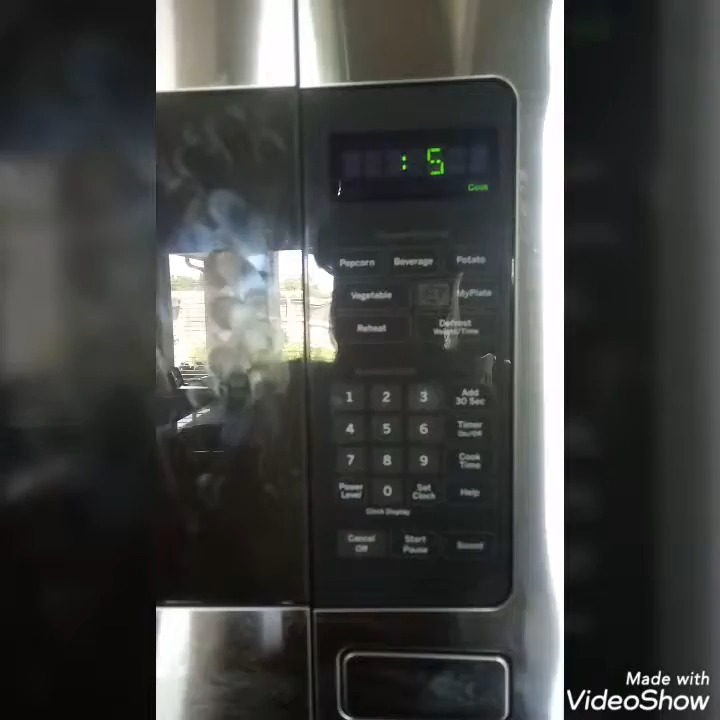 : 5
Cook
Popcorn Beverage Potato
Vegetable MyPlate
Reheat Defrost
Weight/Time
1 2 3 Add
30 Sec
4 5 6 Timer
On/Off
7 8 9 Cook
Time
Power
Level 0 Set
Clock Help
Clock Display
Cancel
Off Start
Pause Sound
Made with
VideoShow